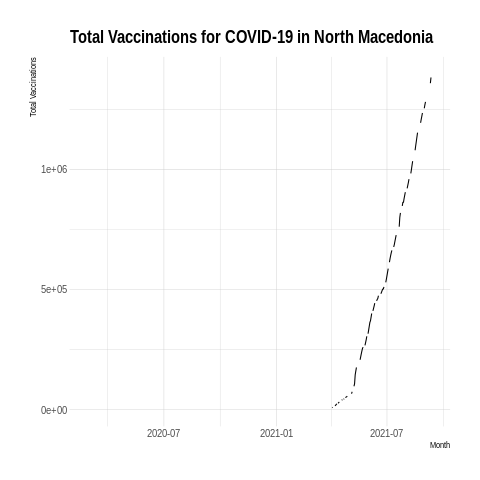 Total Vaccinations for COVID-19 in North Macedonia
Total Vaccinations
1e+06
5e+05
0e+00
2020-07 2021-01 2021-07
Month